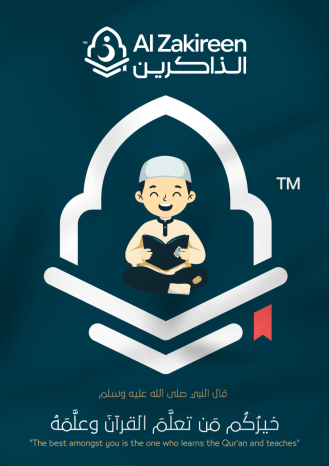 Al Zakireen
الذاكرين
TM
قال النبي صلى الله عليه وسلم
خيرُكُم مَن تعلَّمَ القرآنَ وعلَّمَهُ
"The best amongst you is the one who learns the Qur'an and teaches"